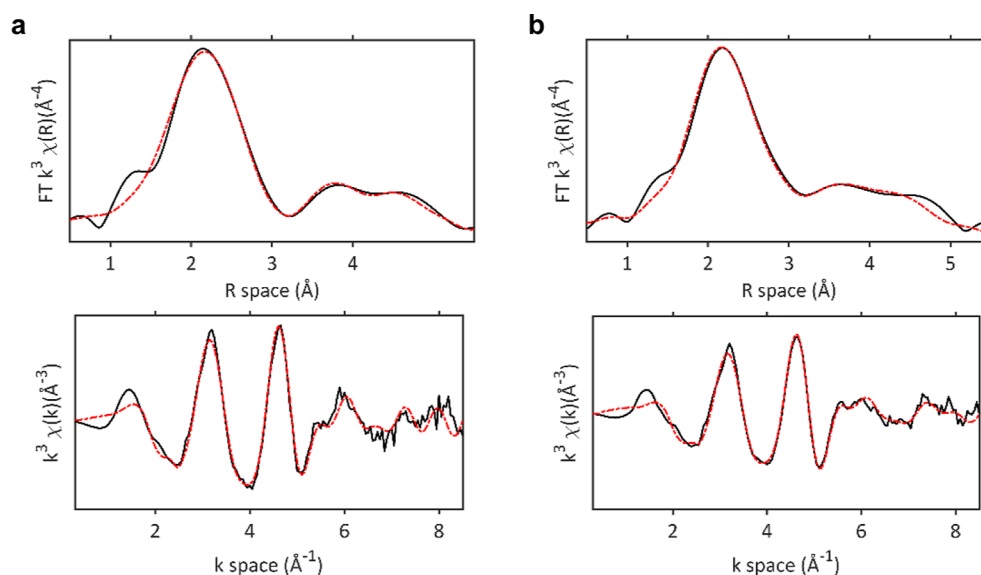 a
b
FT k³ χ(R)(Å⁻⁴)
1 2 3 4
R space (Å)
FT k³ χ(R)(Å⁻⁴)
1 2 3 4 5
R space (Å)
k³ χ(k)(Å⁻³)
2 4 6 8
k space (Å⁻¹)
k³ χ(k)(Å⁻³)
2 4 6 8
k space (Å⁻¹)